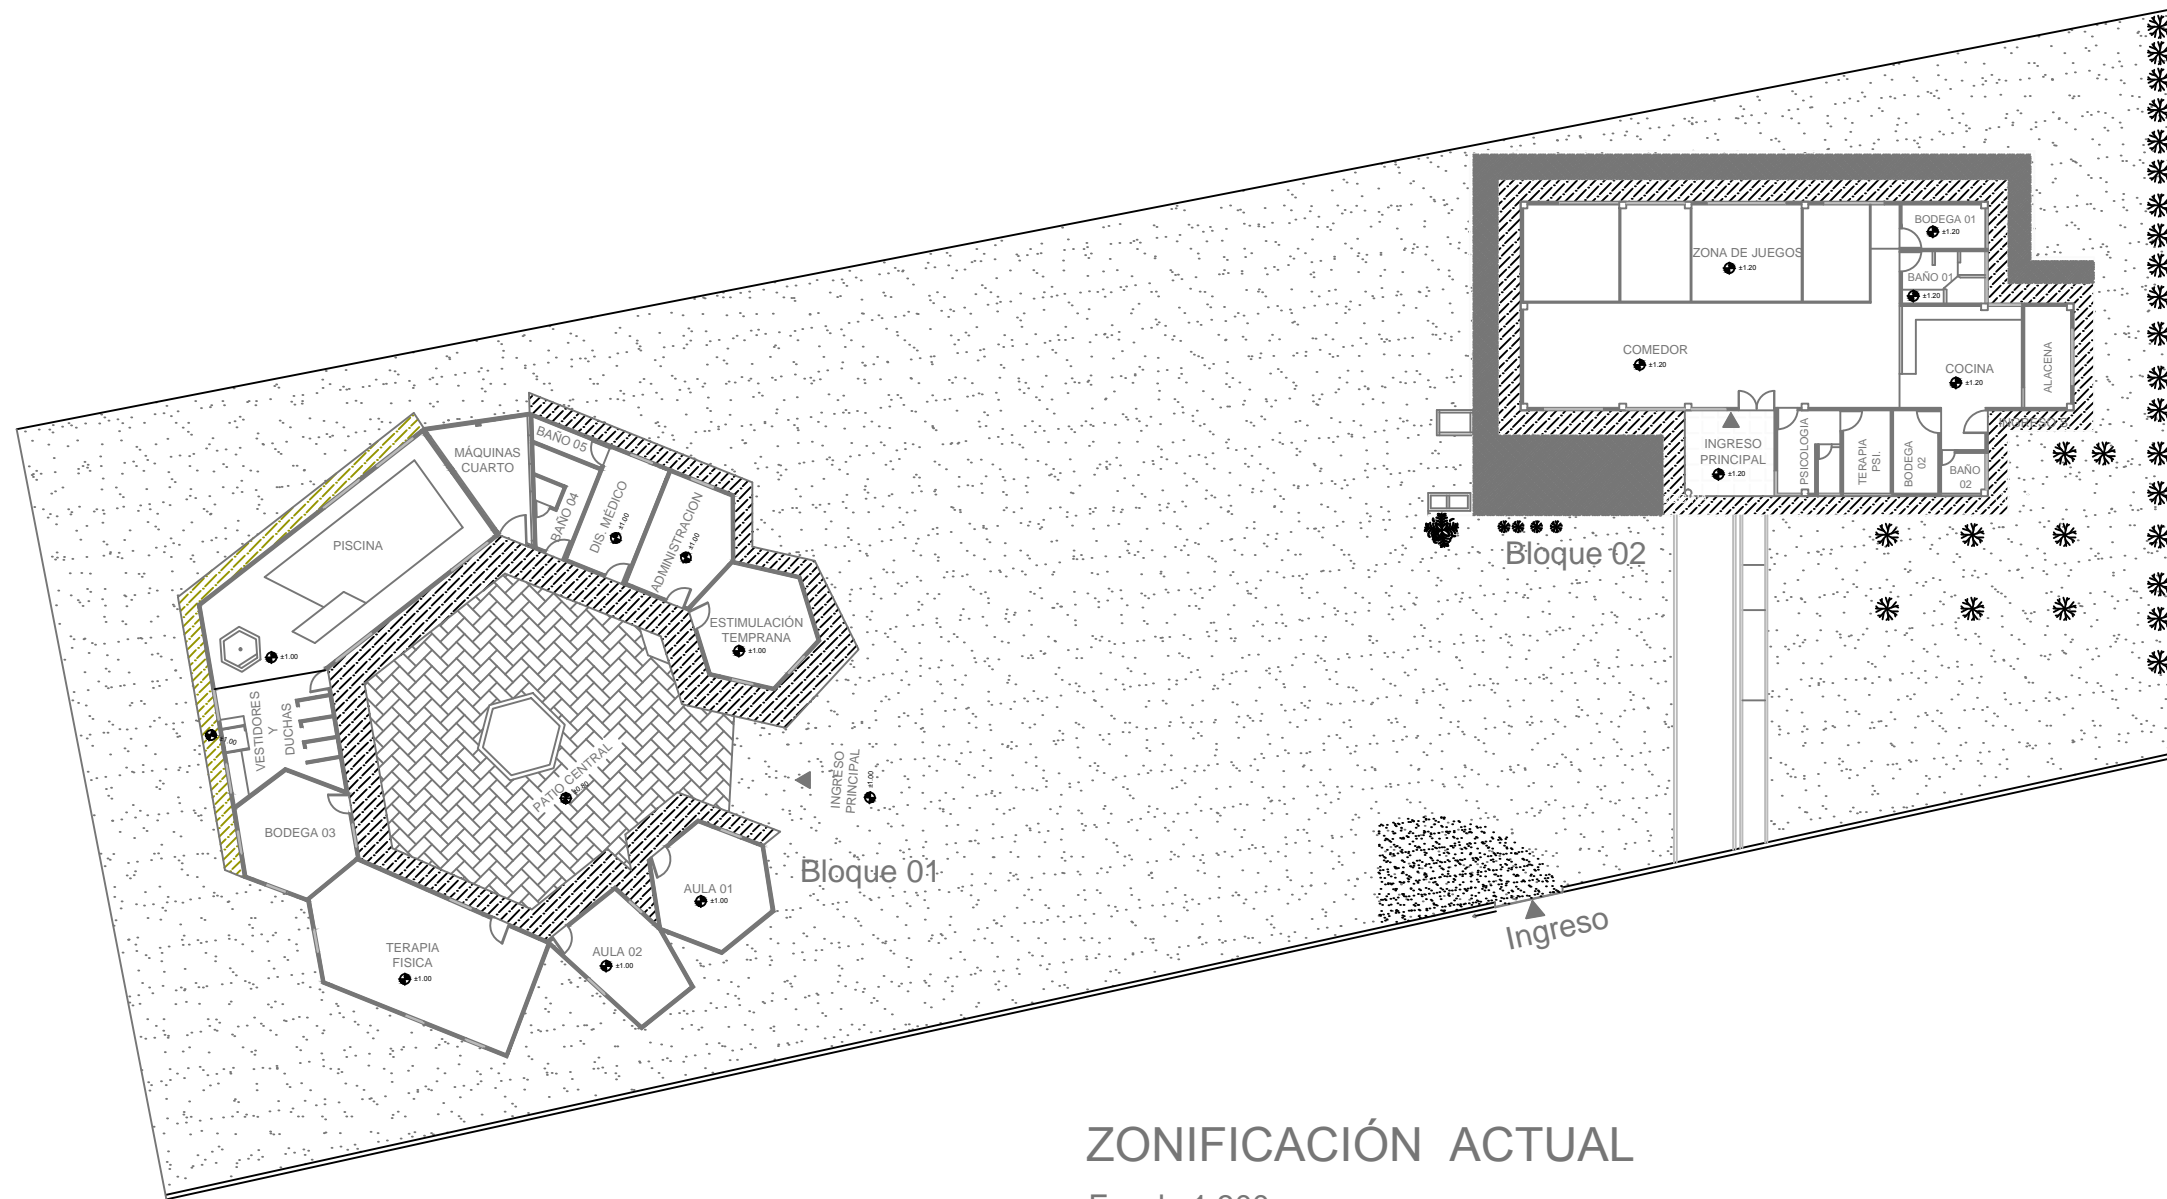 BODEGA 01
±1.20
ZONA DE JUEGOS
±1.20
BAÑO 01
±1.20
COMEDOR
±1.20
COCINA
±1.20
ALACENA
INGRESO
PRINCIPAL
±1.20
PSICOLOGIA
TERAPIA
PSI.
BODEGA
02
BAÑO
02
INGRESO S.
Bloque 02
MÁQUINAS
CUARTO
BAÑO 05
BAÑO 04
DIS. MÉDICO
±1.00
ADMINISTRACION
±1.00
PISCINA
±1.00
ESTIMULACIÓN
TEMPRANA
±1.00
VESTIDORES
Y
DUCHAS
±1.00
PATIO CENTRAL
INGRESO
PRINCIPAL
±1.00
BODEGA 03
Bloque 01
AULA 01
±1.00
AULA 02
±1.00
TERAPIA
FISICA
±1.00
Ingreso
ZONIFICACIÓN ACTUAL